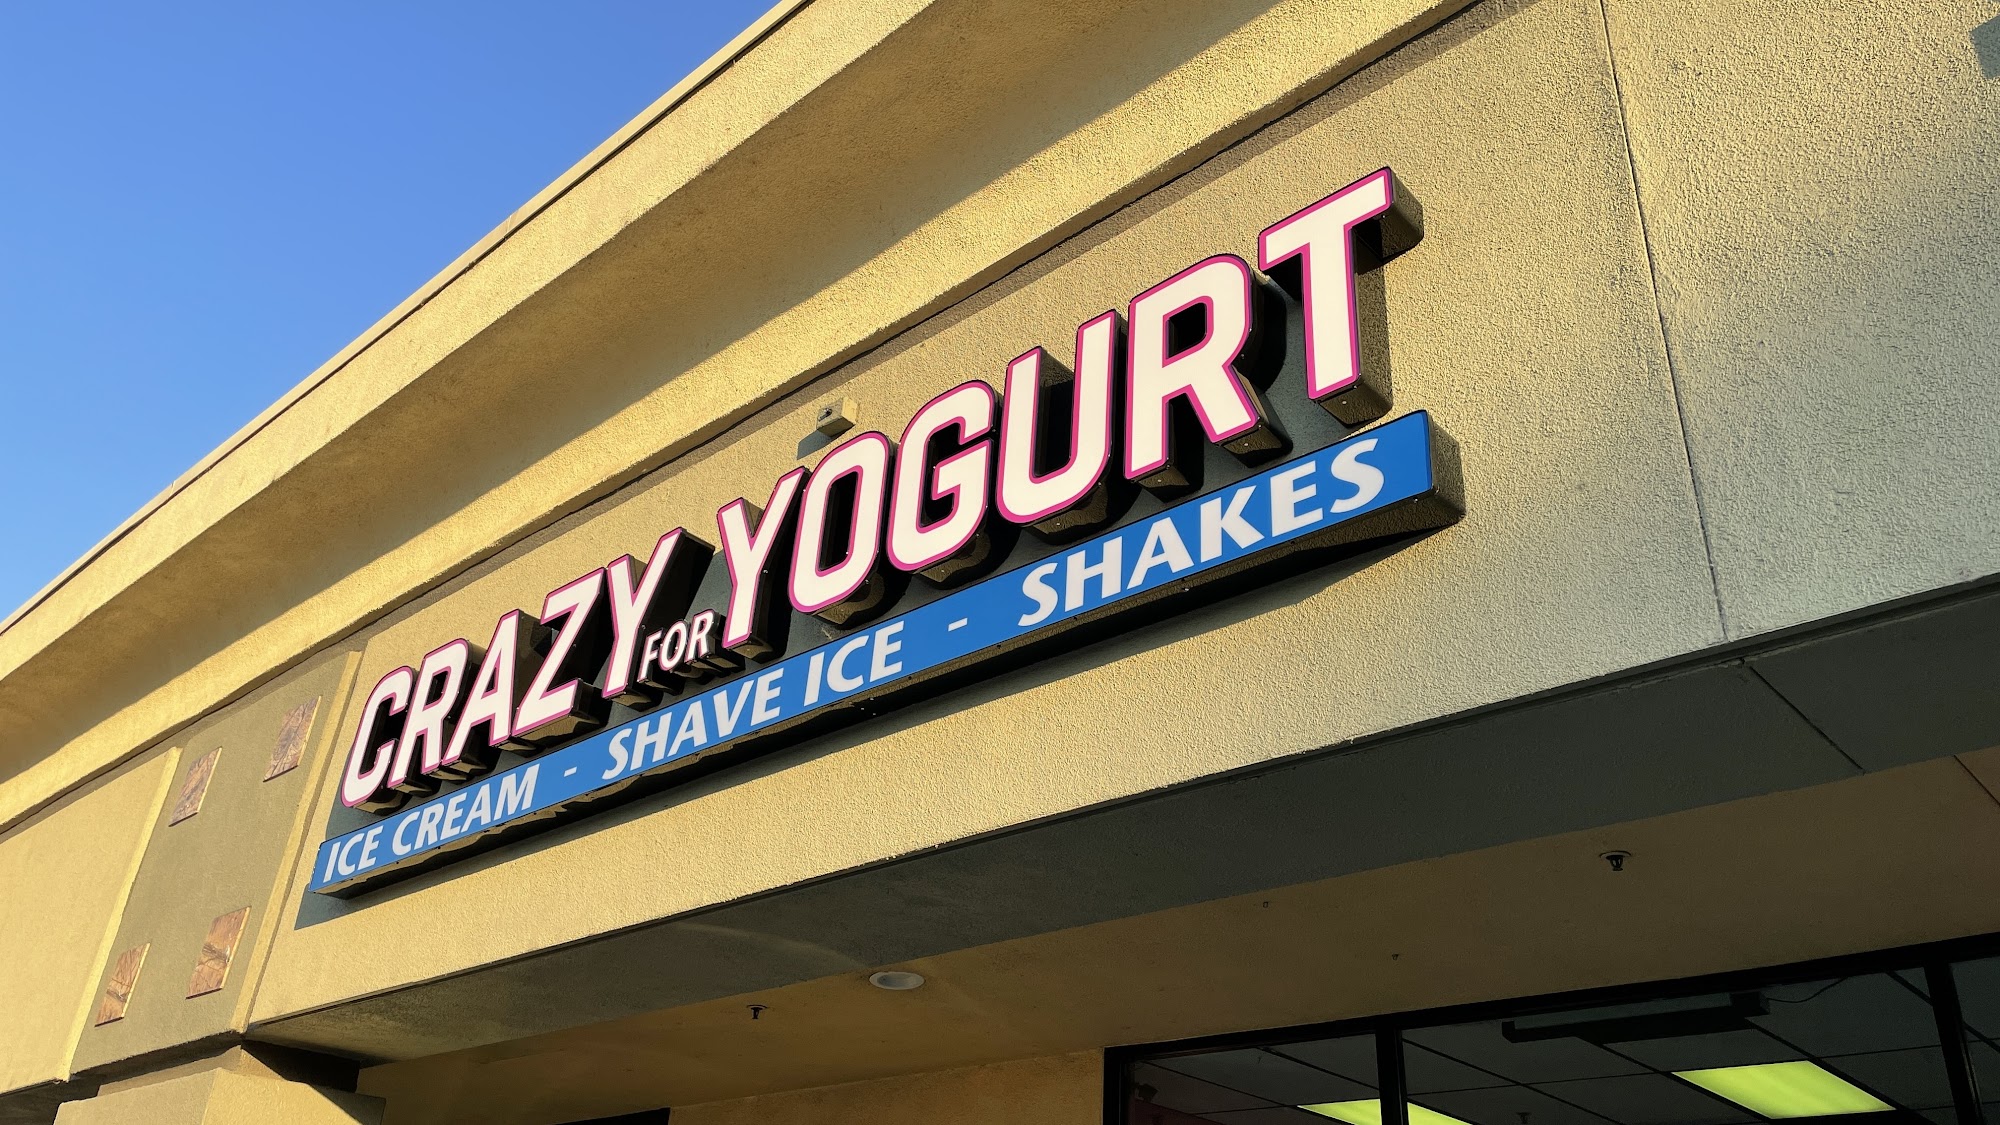 CRAZY FOR YOGURT
ICE CREAM - SHAVE ICE - SHAKES